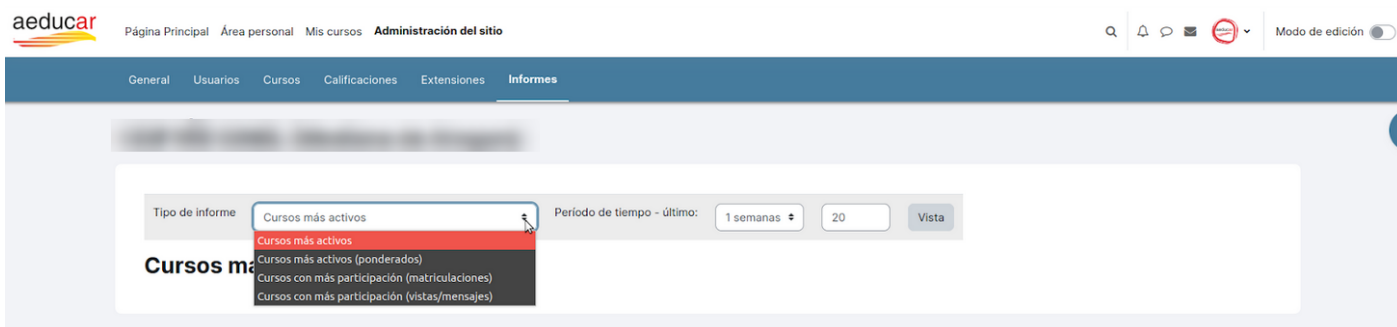 aeducar
Página Principal Área personal Mis cursos Administración del sitio
Modo de edición
General Usuarios Cursos Calificaciones Extensiones Informes
Tipo de informe Cursos más activos Período de tiempo - último: 1 semanas 20 Vista
Cursos más activos
Cursos más activos (ponderados)
Cursos má
Cursos con más participación (matriculaciones)
Cursos con más participación (vistas/mensajes)